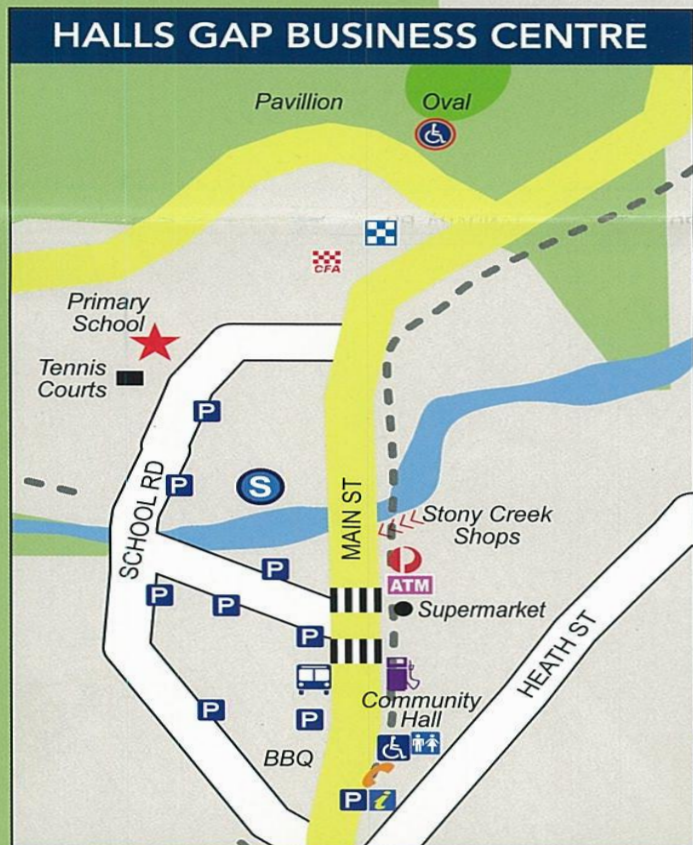 HALLS GAP BUSINESS CENTRE
Pavillion
Oval
CFA
Primary
School
Tennis
Courts
P
P
S
SCHOOL RD
MAIN ST
Stony Creek
Shops
P
ATM
P
P
Supermarket
P
HEATH ST
Community
Hall
P
P
BBQ
P
i